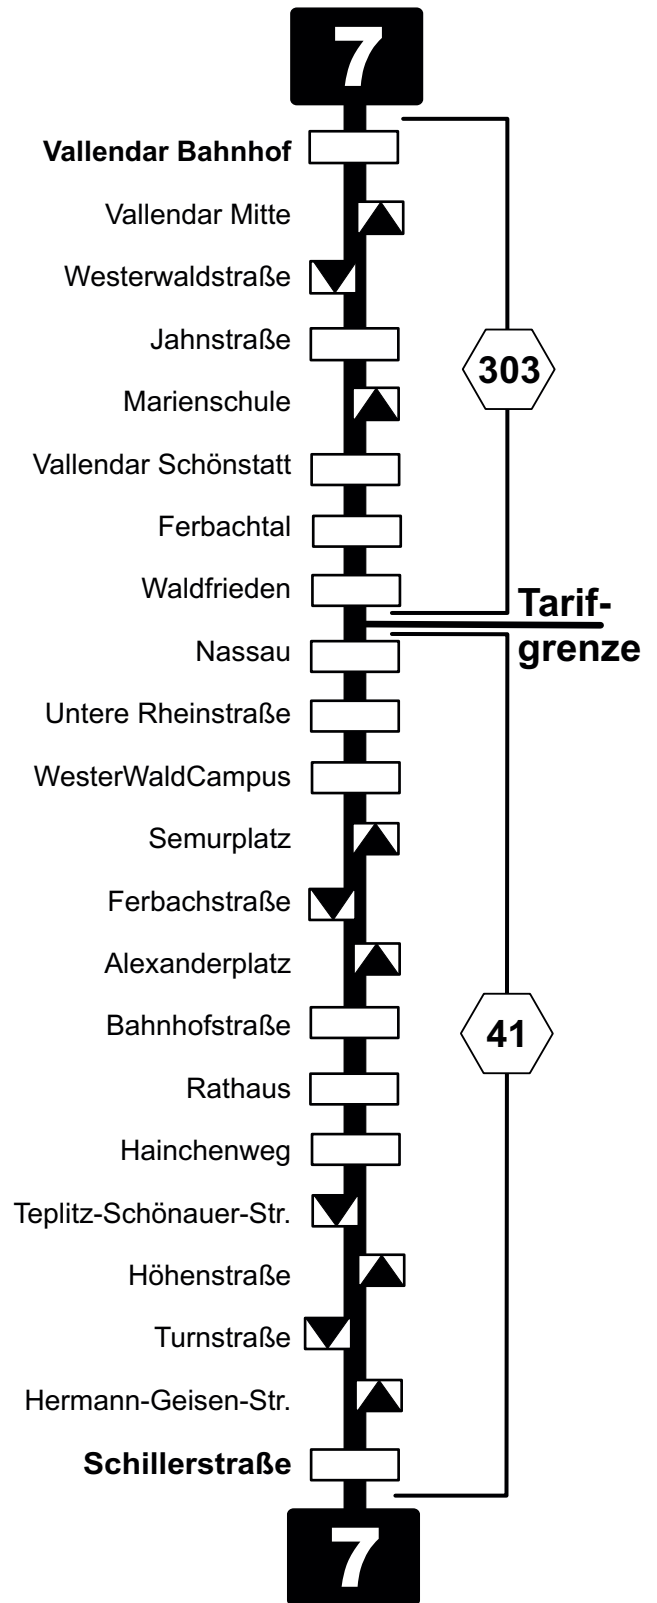 7
Vallendar Bahnhof
Vallendar Mitte
Westerwaldstraße
Jahnstraße
303
Marienschule
Vallendar Schönstatt
Ferbachtal
Waldfrieden
Tarif-
grenze
Nassau
Untere Rheinstraße
WesterWaldCampus
Semurplatz
Ferbachstraße
Alexanderplatz
Bahnhofstraße
41
Rathaus
Hainchenweg
Teplitz-Schönauer-Str.
Höhenstraße
Turnstraße
Hermann-Geisen-Str.
Schillerstraße
7